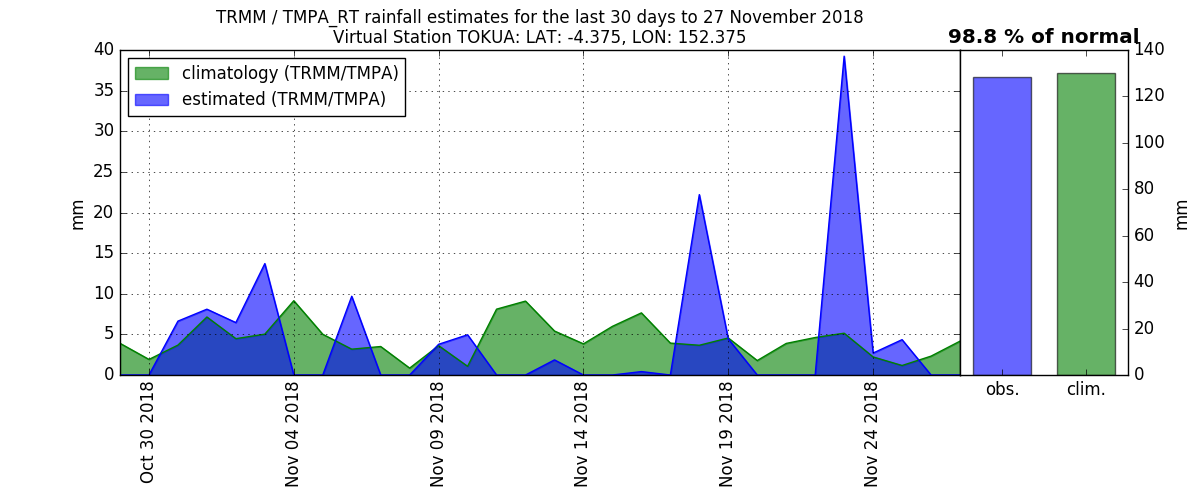 TRMM / TMPA_RT rainfall estimates for the last 30 days to 27 November 2018
Virtual Station TOKUA: LAT: -4.375, LON: 152.375
98.8 % of normal
climatology (TRMM/TMPA)
estimated (TRMM/TMPA)
40
35
30
25
20
15
10
5
0
mm
Oct 30 2018
Nov 04 2018
Nov 09 2018
Nov 14 2018
Nov 19 2018
Nov 24 2018
140
120
100
80
60
40
20
0
mm
obs.
clim.